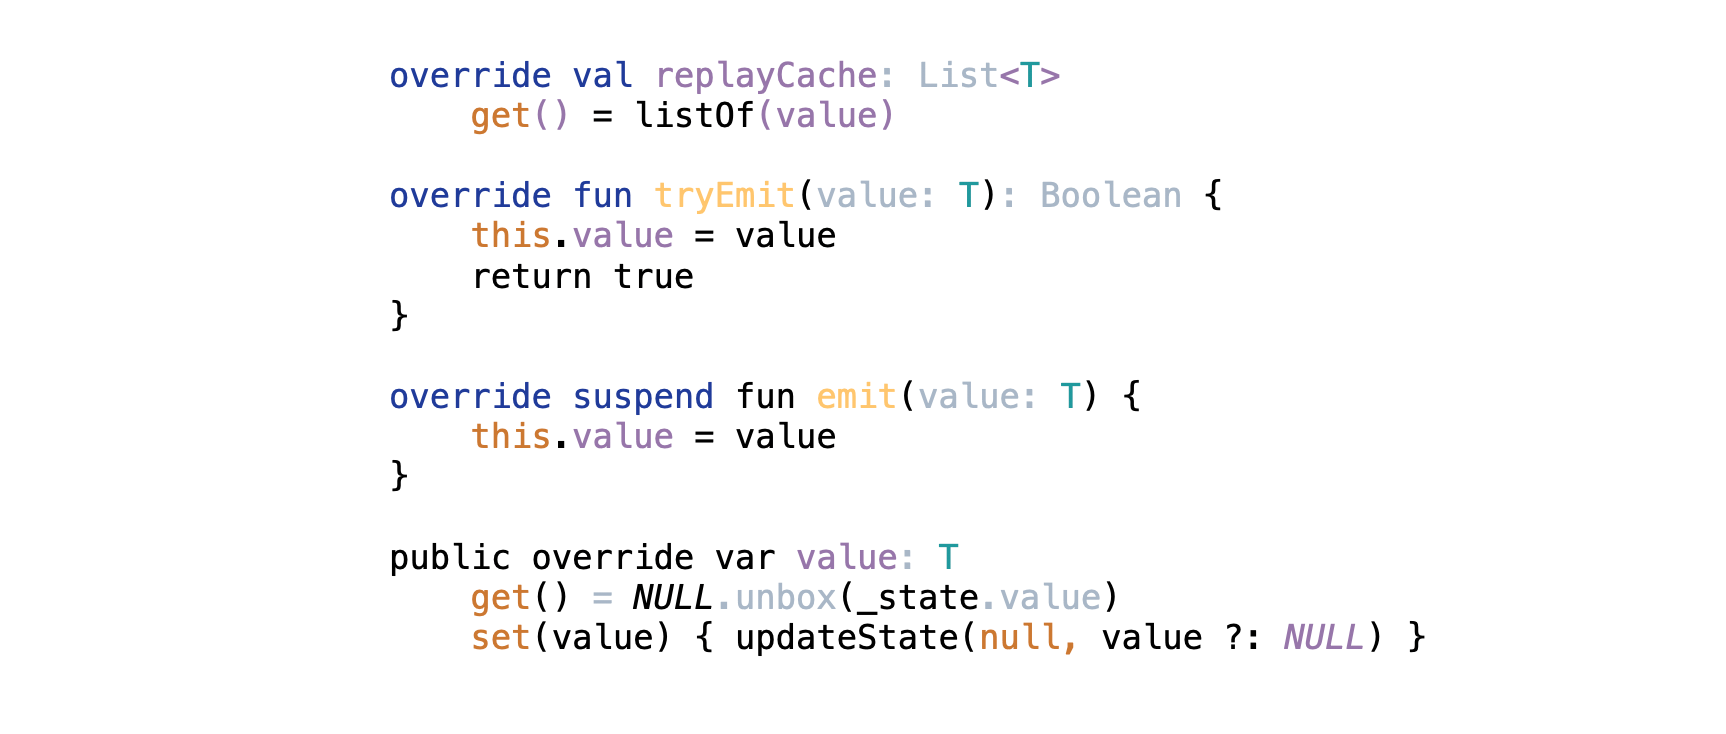 override val replayCache: List<T>
    get() = listOf(value)

override fun tryEmit(value: T): Boolean {
    this.value = value
    return true
}

override suspend fun emit(value: T) {
    this.value = value
}

public override var value: T
    get() = NULL.unbox(_state.value)
    set(value) { updateState(null, value ?: NULL) }